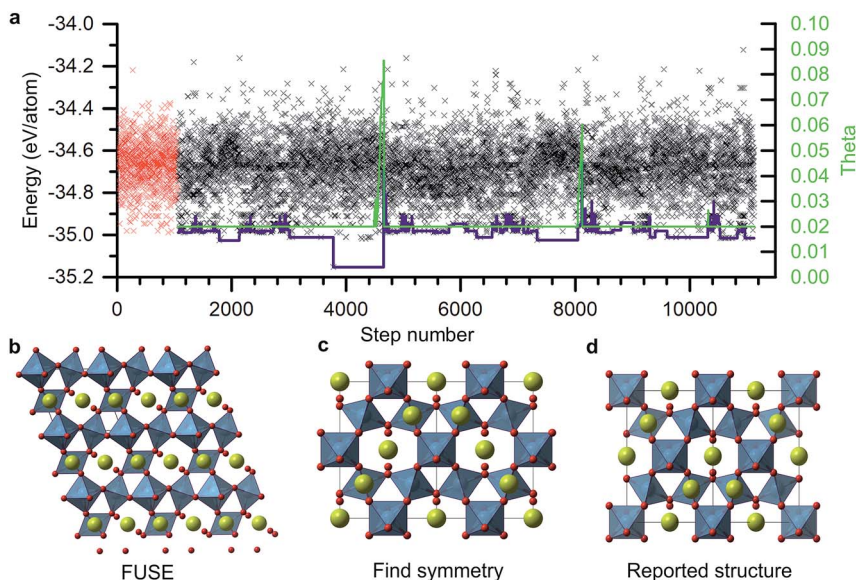 a
-34.0
-34.2
-34.4
-34.6
-34.8
-35.0
-35.2
Energy (eV/atom)
0.10
0.09
0.08
0.07
0.06
0.05
0.04
0.03
0.02
0.01
0.00
Theta
0 2000 4000 6000 8000 10000
Step number
b c d
FUSE Find symmetry Reported structure